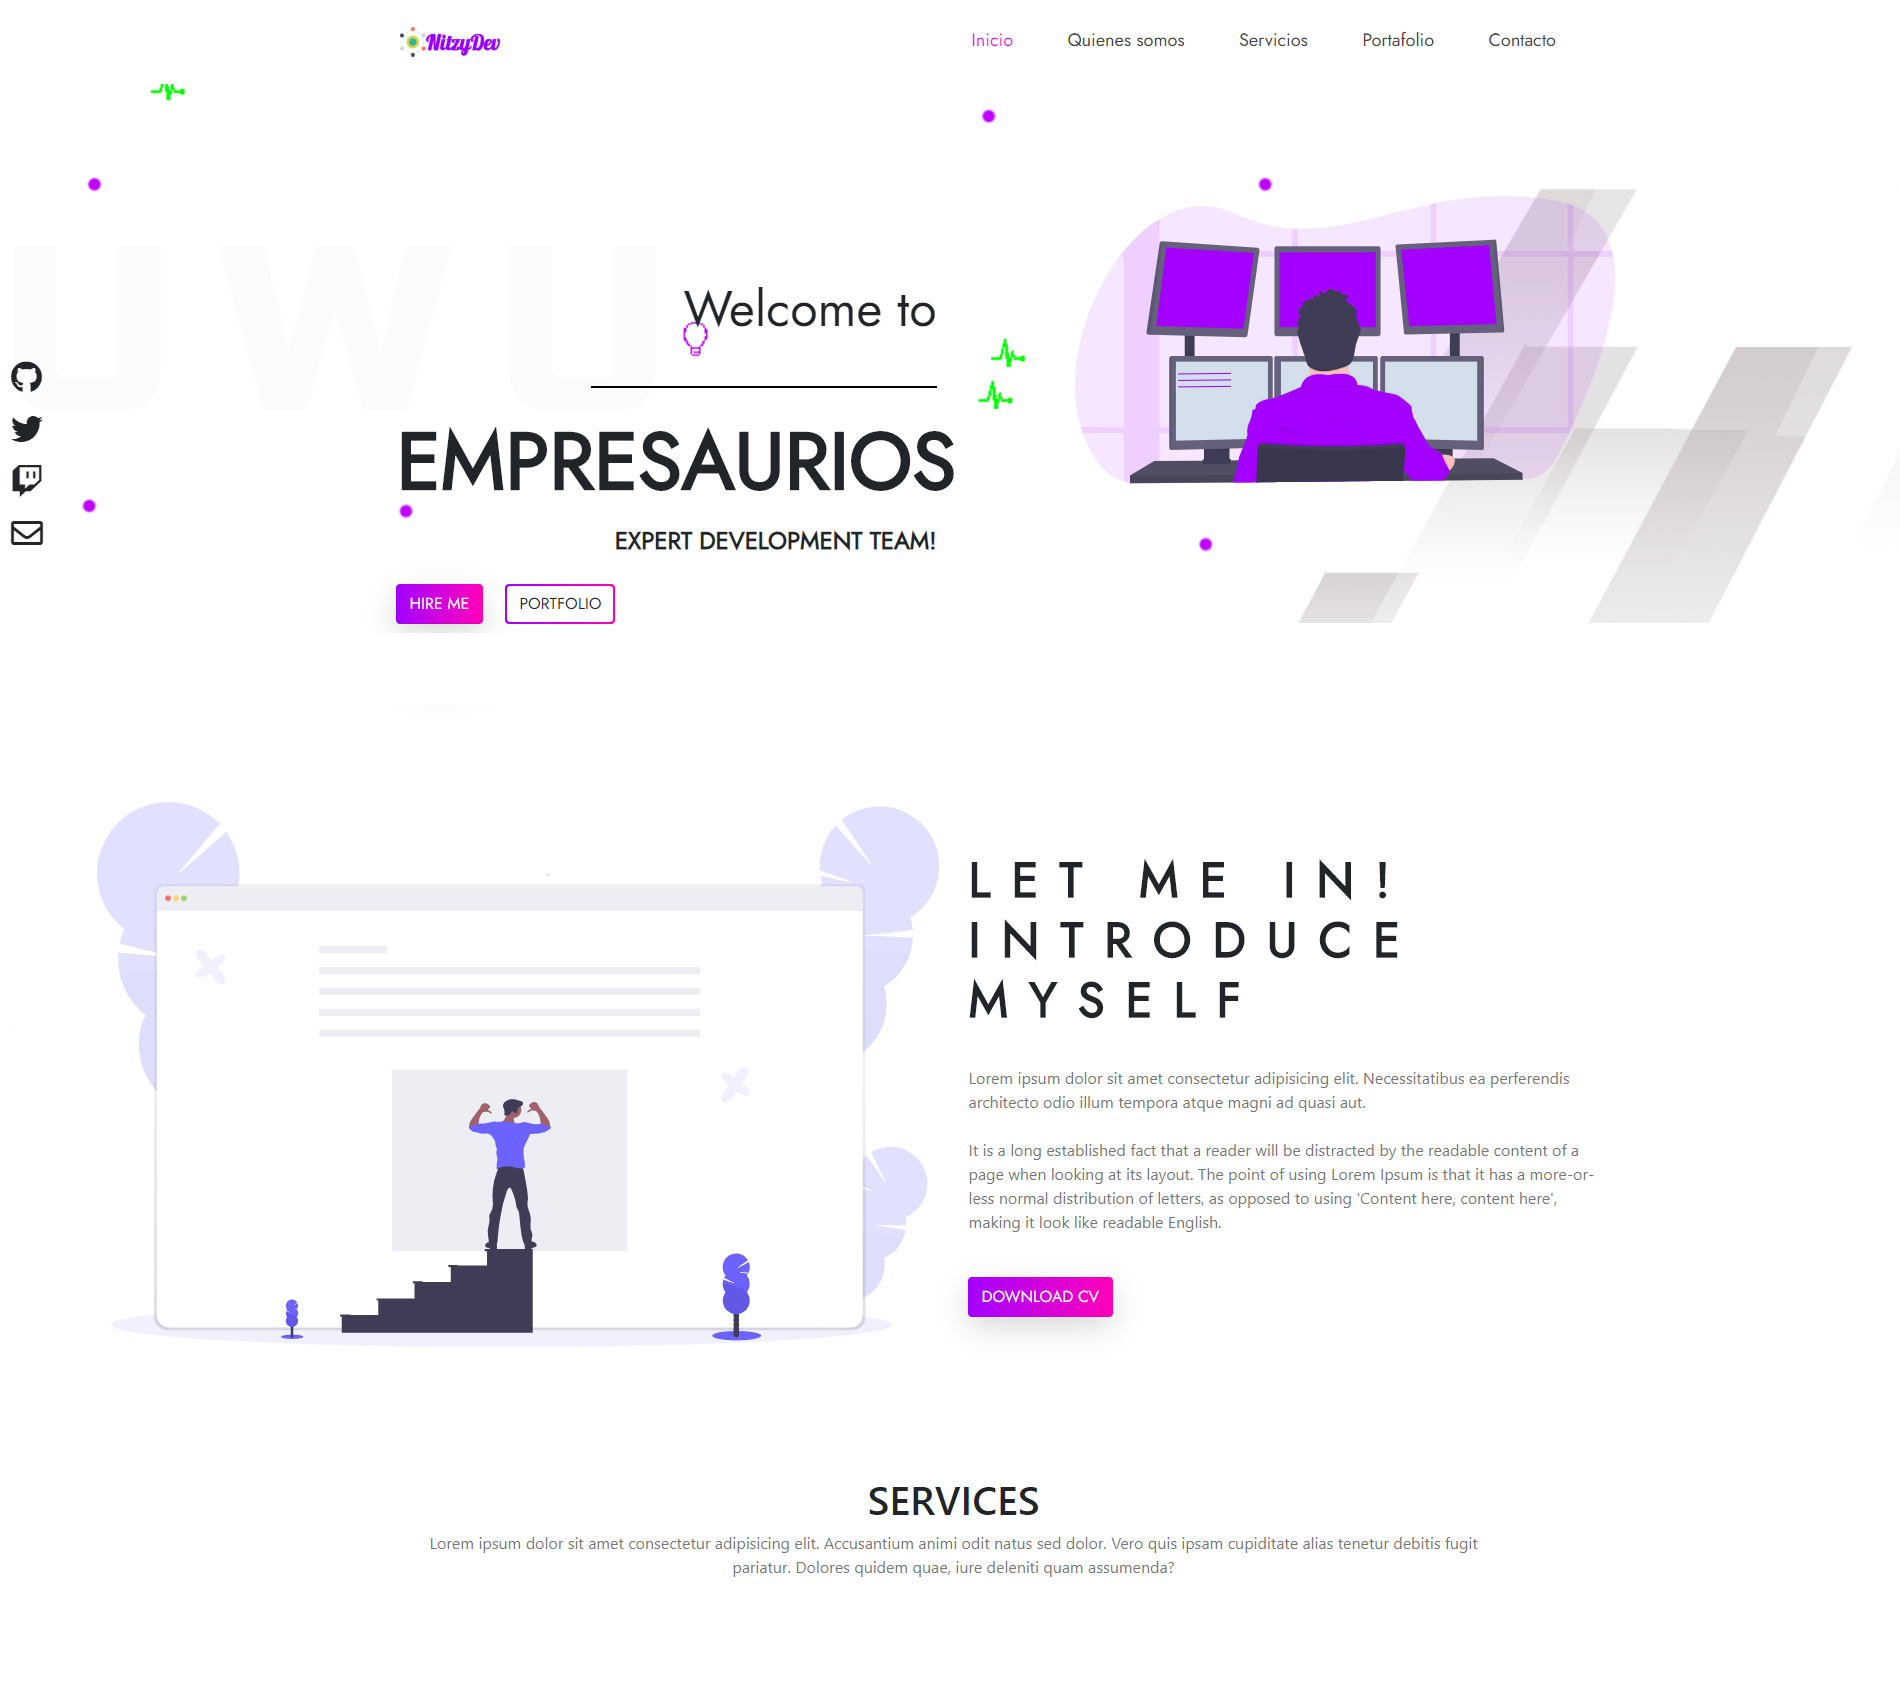 NitzyDev
Inicio Quienes somos Servicios Portafolio Contacto
UWU
Welcome to
EMPRESAURIOS
EXPERT DEVELOPMENT TEAM!
HIRE ME PORTFOLIO
LET ME IN!
INTRODUCE
MYSELF
Lorem ipsum dolor sit amet consectetur adipisicing elit. Necessitatibus ea perferendis
architecto odio illum tempora atque magni ad quasi aut.
It is a long established fact that a reader will be distracted by the readable content of a
page when looking at its layout. The point of using Lorem Ipsum is that it has a more-or-
less normal distribution of letters, as opposed to using 'Content here, content here',
making it look like readable English.
DOWNLOAD CV
SERVICES
Lorem ipsum dolor sit amet consectetur adipisicing elit. Accusantium animi odit natus sed dolor. Vero quis ipsam cupiditate alias tenetur debitis fugit
pariatur. Dolores quidem quae, iure deleniti quam assumenda?